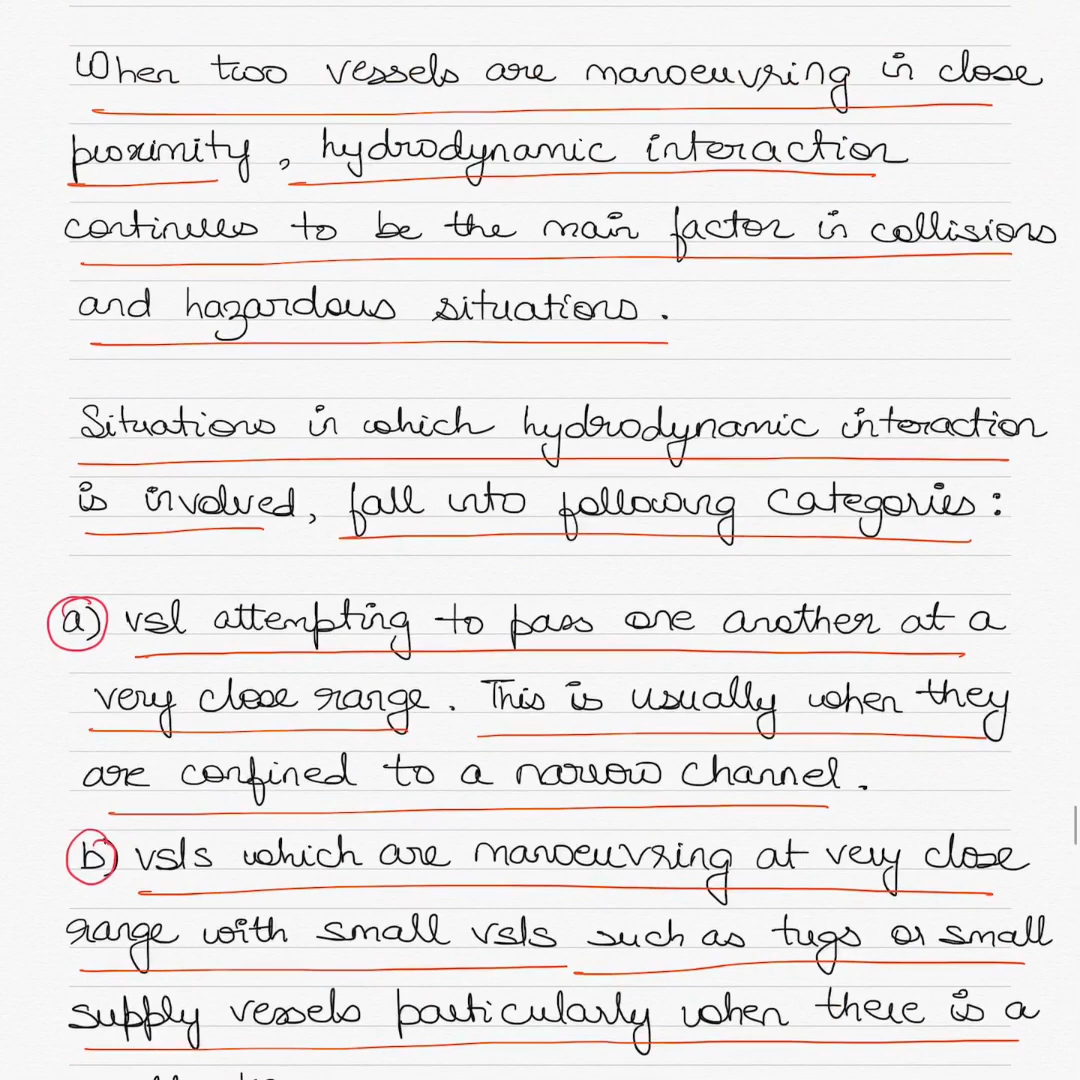 When two vessels are manoeuvring in close
proximity, hydrodynamic interaction
continues to be the main factor in collisions
and hazardous situations.
Situations in which hydrodynamic interaction
is involved, fall into following categories:
a) vsl attempting to pass one another at a
very close range. This is usually when they
are confined to a narrow channel.
b) vsls which are manoeuvring at very close
range with small vsls such as tugs or small
supply vessels particularly when there is a